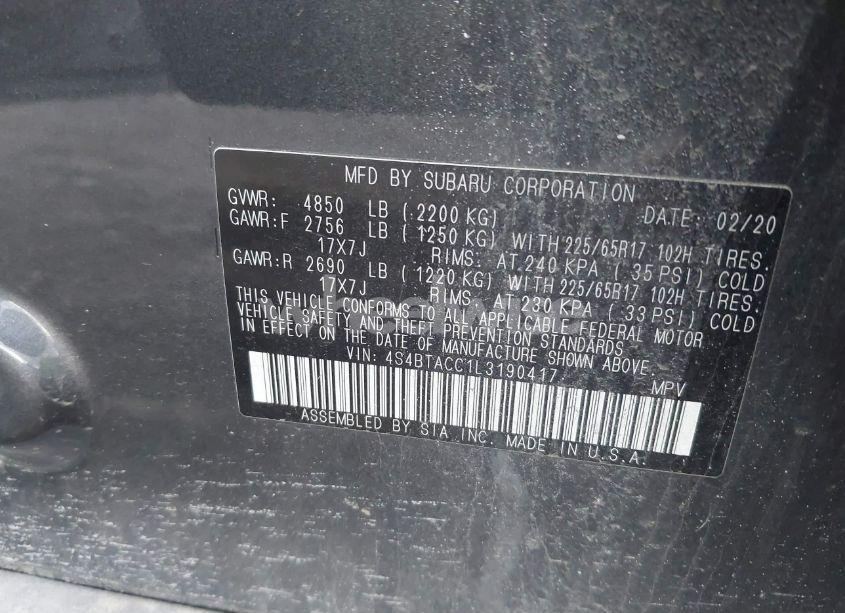 MFD BY SUBARU CORPORATION
GVWR: 4850 LB ( 2200 KG) DATE: 02/20
GAWR:F 2756 LB ( 1250 KG) WITH 225/65R17 102H TIRES.
17X7J RIMS. AT 240 KPA ( 35 PSI) COLD
GAWR:R 2690 LB ( 1220 KG) WITH 225/65R17 102H TIRES.
17X7J RIMS. AT 230 KPA ( 33 PSI) COLD
THIS VEHICLE CONFORMS TO ALL APPLICABLE FEDERAL MOTOR
VEHICLE SAFETY AND THEFT PREVENTION STANDARDS
IN EFFECT ON THE DATE OF MANUFACTURE SHOWN ABOVE.
VIN: 4S4BTACC1L3190417 MPV
ASSEMBLED BY SIA INC. MADE IN U.S.A.